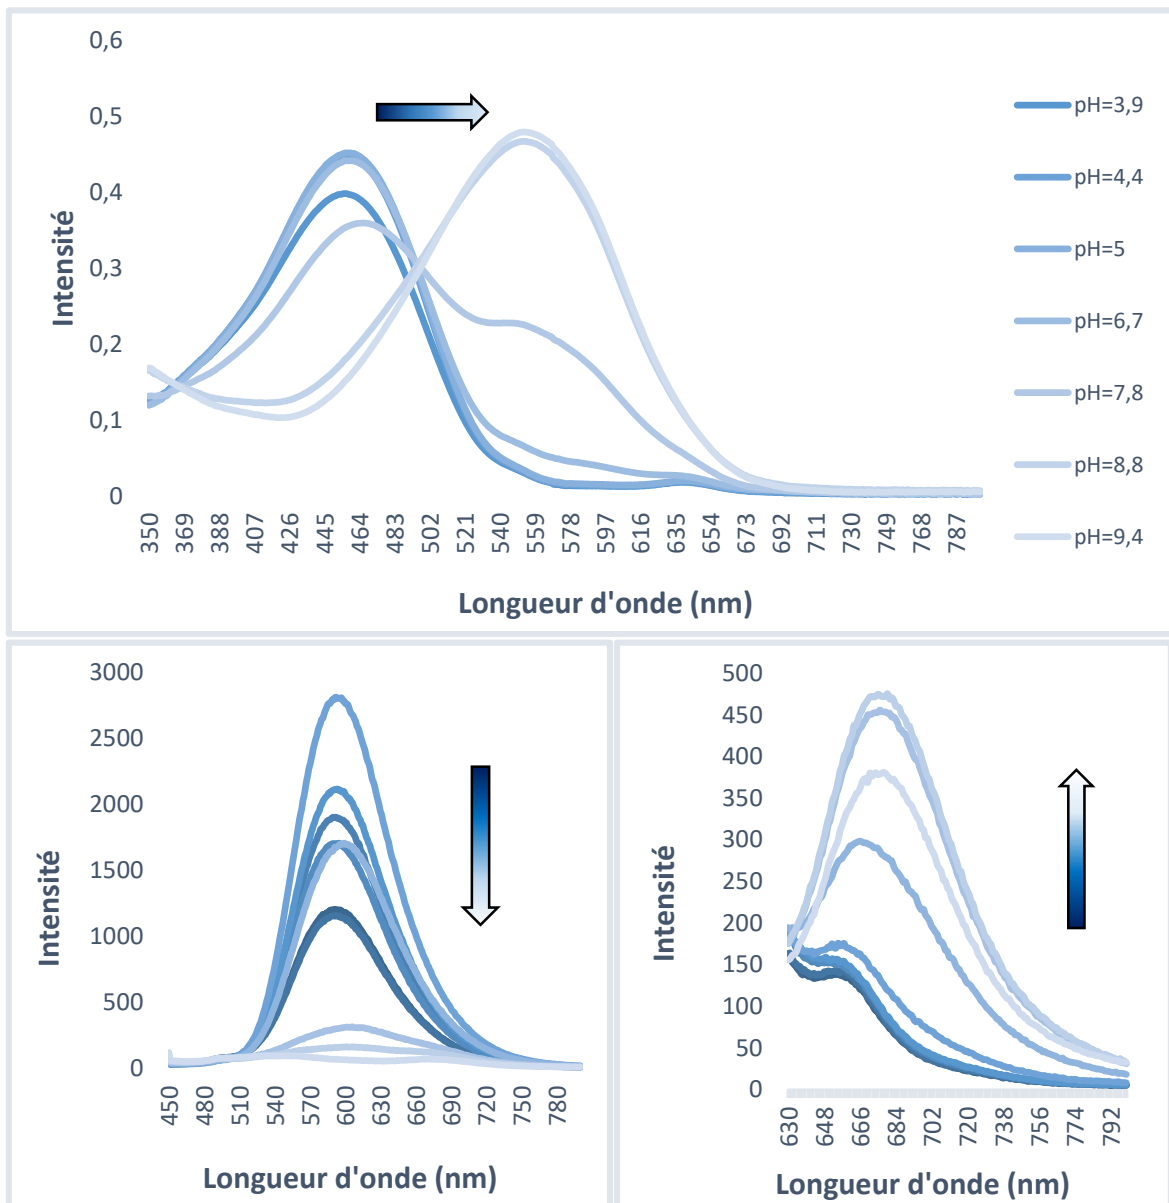 0,6
0,5
0,4
0,3
0,2
0,1
0
Intensité
350 369 388 407 426 445 464 483 502 521 540 559 578 597 616 635 654 673 692 711 730 749 768 787
Longueur d'onde (nm)
pH=3,9
pH=4,4
pH=5
pH=6,7
pH=7,8
pH=8,8
pH=9,4
3000
2500
2000
1500
1000
500
0
Intensité
450 480 510 540 570 600 630 660 690 720 750 780
Longueur d'onde (nm)
500
450
400
350
300
250
200
150
100
50
0
Intensité
630 648 666 684 702 720 738 756 774 792
Longueur d'onde (nm)